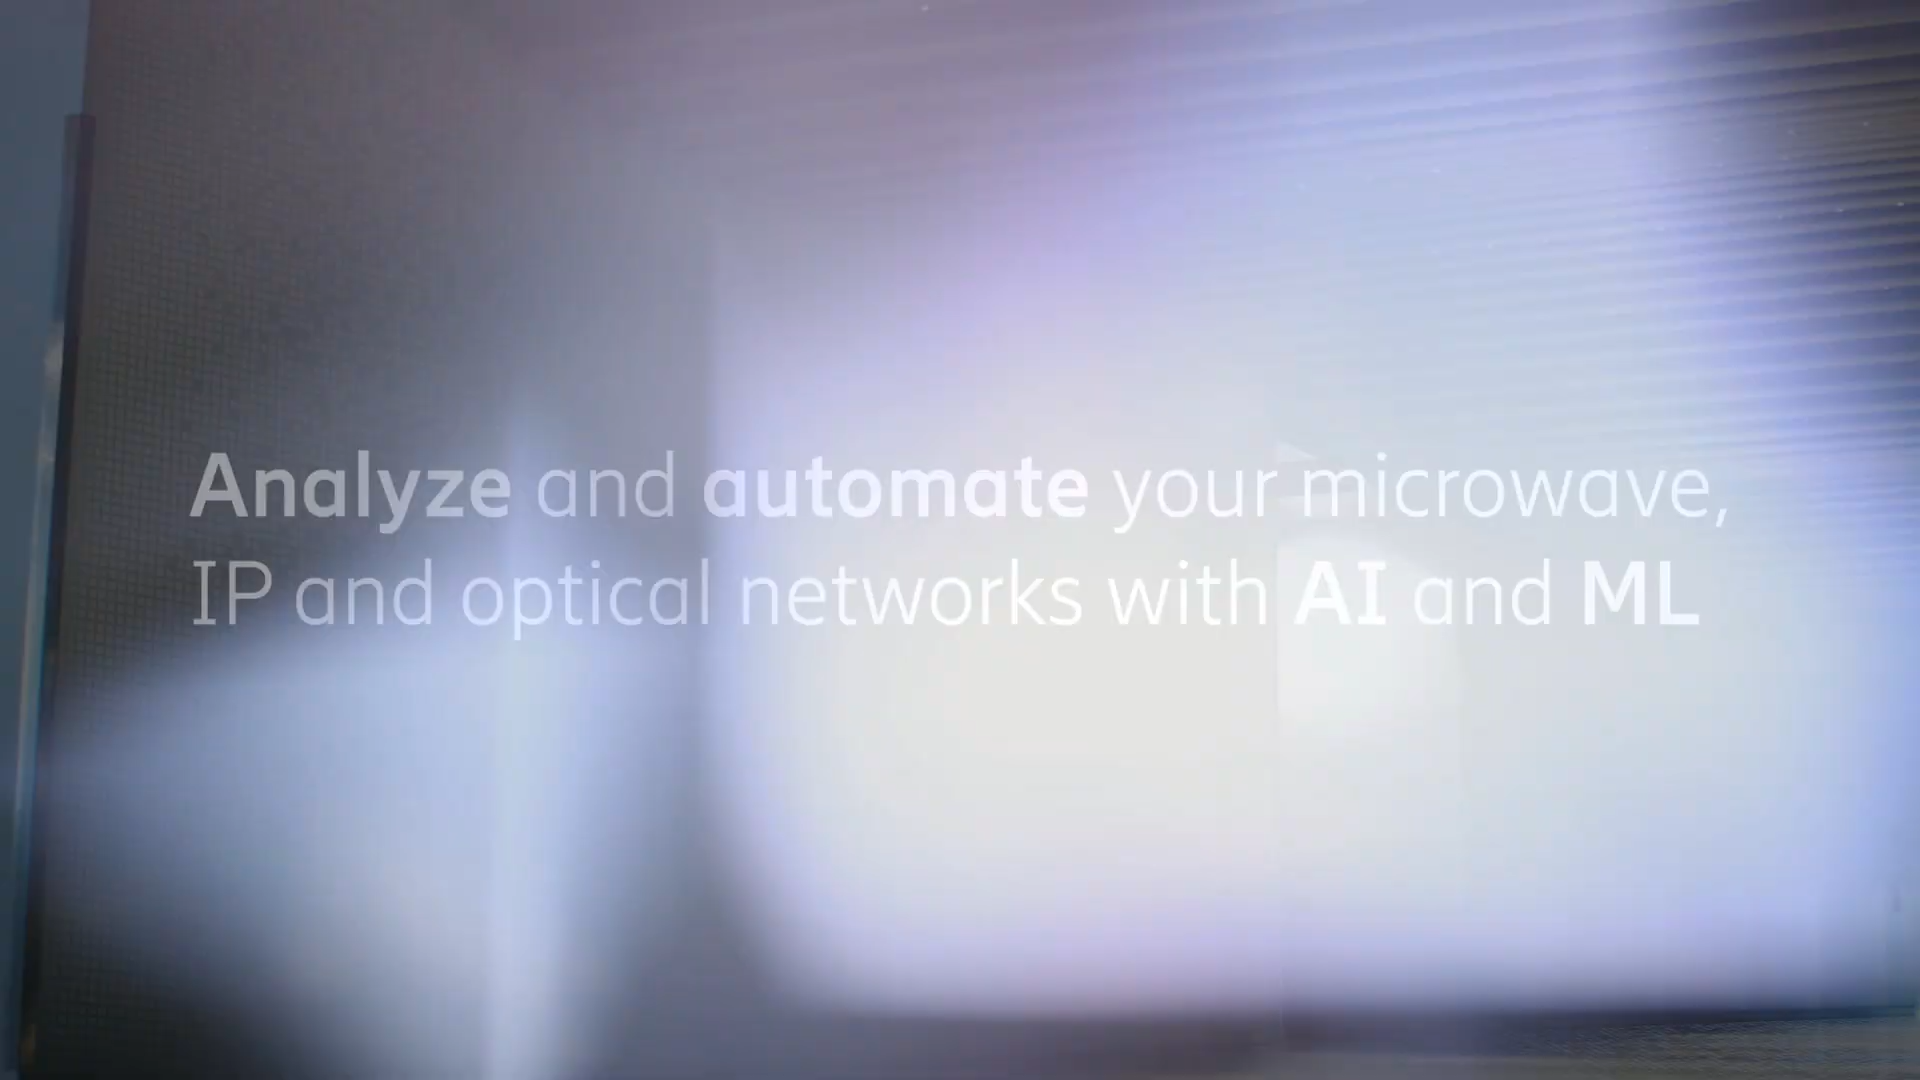 Analyze and automate your microwave,
IP and optical networks with AI and ML